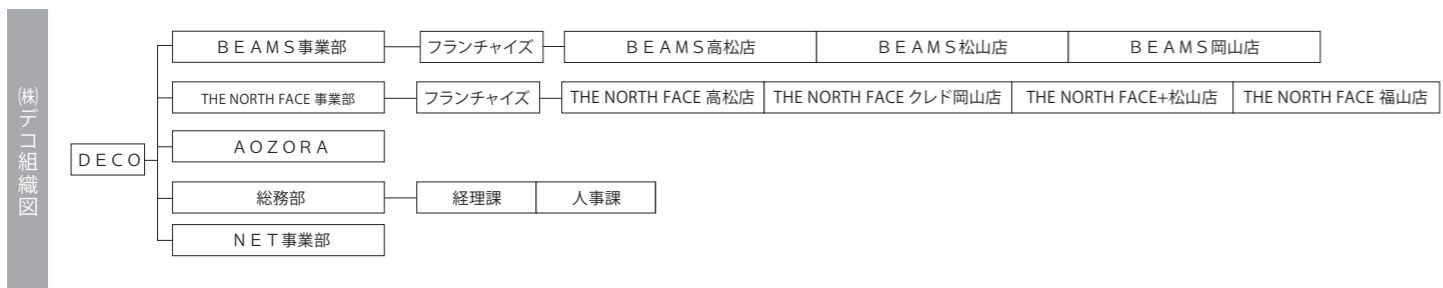 ㈱デコ組織図
BEAMS事業部 フランチャイズ BEAMS高松店 BEAMS松山店 BEAMS岡山店
THE NORTH FACE 事業部 フランチャイズ THE NORTH FACE 高松店 THE NORTH FACE クレド岡山店 THE NORTH FACE+松山店 THE NORTH FACE 福山店
DECO
AOZORA
総務部 経理課 人事課
NET事業部